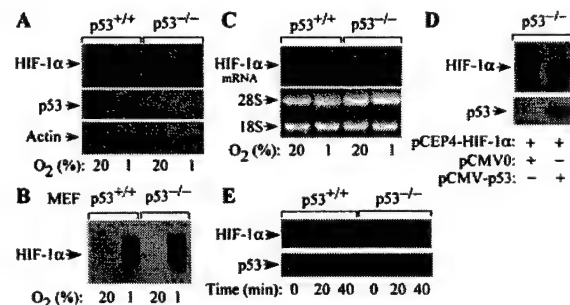 A p53+/+ p53−/−
HIF-1α
p53
Actin
O2 (%): 20 1 20 1
B MEF p53+/+ p53−/−
HIF-1α
O2 (%): 20 1 20 1
C p53+/+ p53−/−
HIF-1α
mRNA
28S
18S
O2 (%): 20 1 20 1
D p53−/−
HIF-1α
p53
pCEP4-HIF-1α: + +
pCMV0: + −
pCMV-p53: − +
E p53+/+ p53−/−
HIF-1α
p53
Time (min): 0 20 40 0 20 40